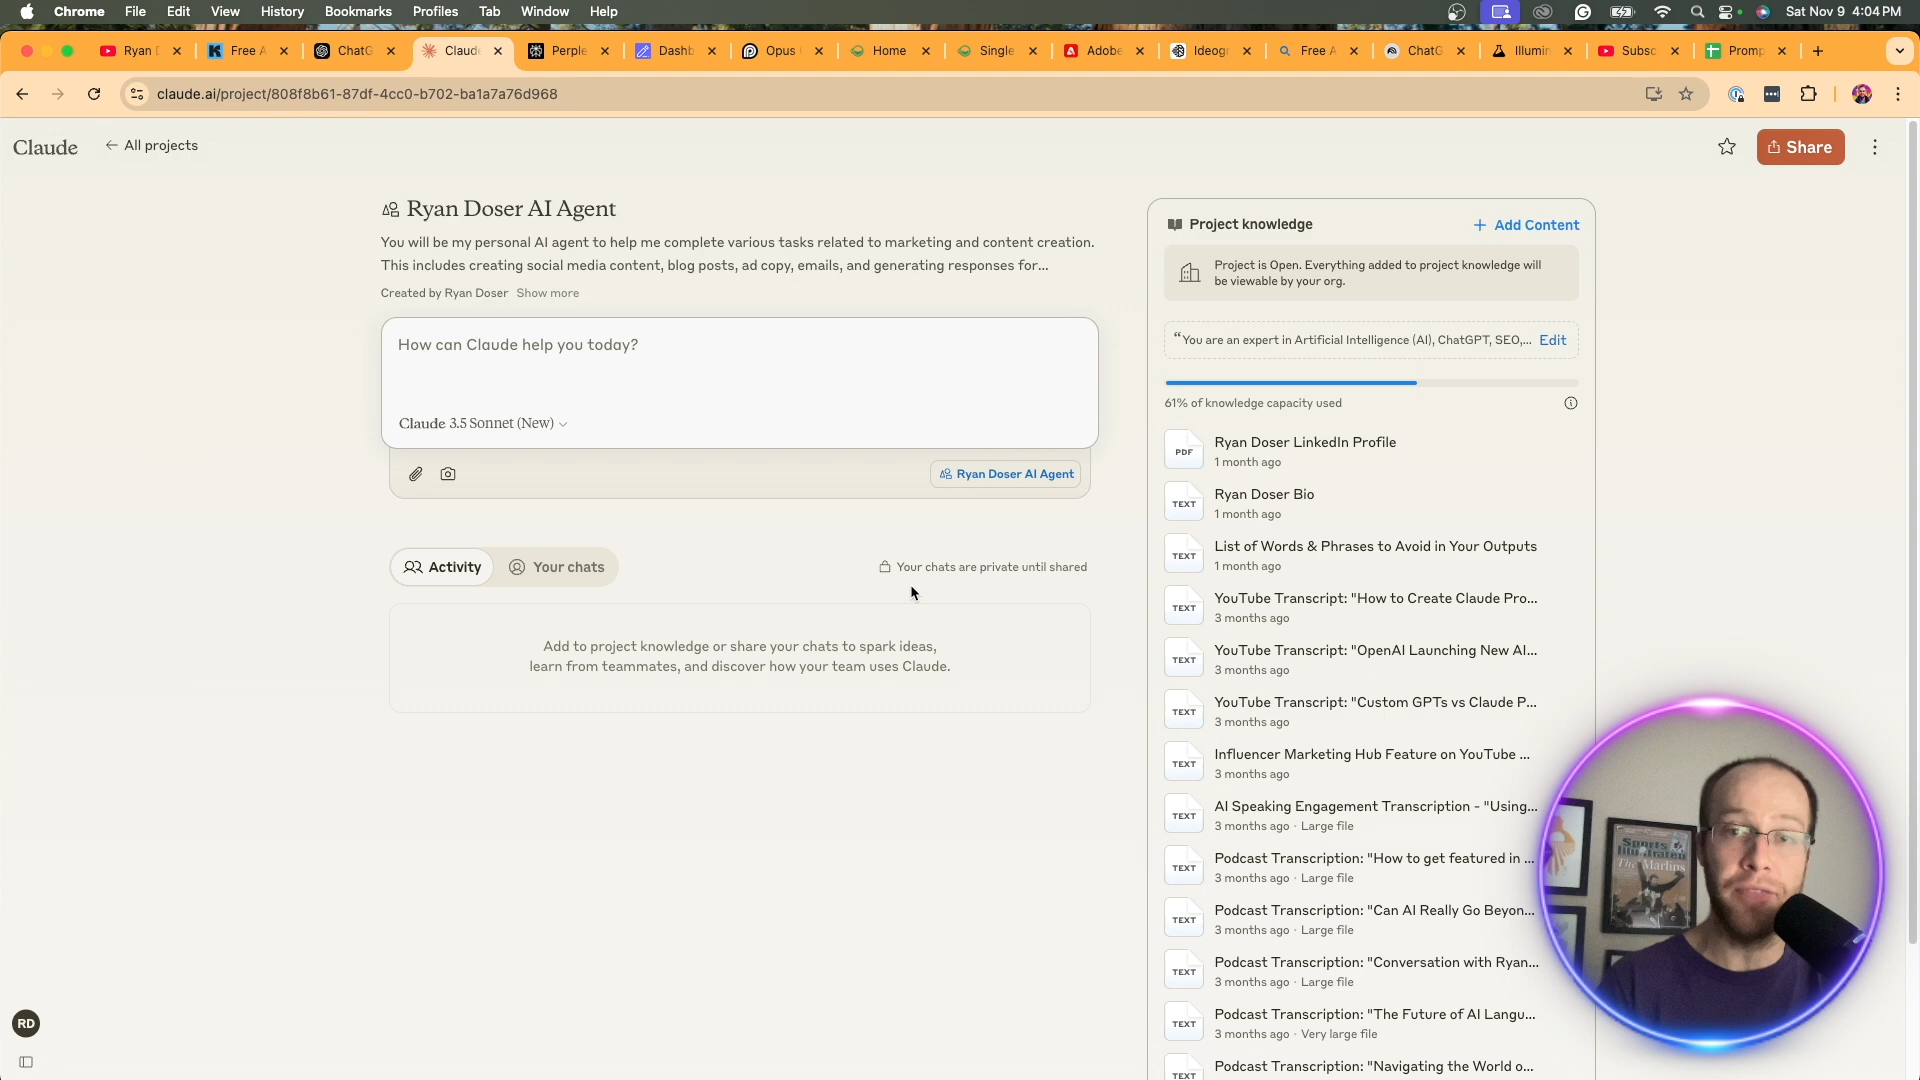 Chrome File Edit View History Bookmarks Profiles Tab Window Help
Sat Nov 9 4:04 PM
Ryan D
Free A
ChatG
Claude
Perple
Dashb
Opus
Home
Single
Adobe
Ideogr
Free A
ChatG
Illumin
Subsc
Promp
claude.ai/project/808f8b61-87df-4cc0-b702-ba1a7a76d968
Claude
← All projects
Share
Ryan Doser AI Agent
You will be my personal AI agent to help me complete various tasks related to marketing and content creation.
This includes creating social media content, blog posts, ad copy, emails, and generating responses for...
Created by Ryan Doser Show more
How can Claude help you today?
Claude 3.5 Sonnet (New)
Ryan Doser AI Agent
Activity
Your chats
Your chats are private until shared
Add to project knowledge or share your chats to spark ideas,
learn from teammates, and discover how your team uses Claude.
RD
Project knowledge
+ Add Content
Project is Open. Everything added to project knowledge will
be viewable by your org.
“You are an expert in Artificial Intelligence (AI), ChatGPT, SEO,... Edit
61% of knowledge capacity used
PDF
Ryan Doser LinkedIn Profile
1 month ago
TEXT
Ryan Doser Bio
1 month ago
TEXT
List of Words & Phrases to Avoid in Your Outputs
1 month ago
TEXT
YouTube Transcript: "How to Create Claude Pro...
3 months ago
TEXT
YouTube Transcript: "OpenAI Launching New AI...
3 months ago
TEXT
YouTube Transcript: "Custom GPTs vs Claude P...
3 months ago
TEXT
Influencer Marketing Hub Feature on YouTube ...
3 months ago
TEXT
AI Speaking Engagement Transcription - "Using...
3 months ago · Large file
TEXT
Podcast Transcription: "How to get featured in ...
3 months ago · Large file
TEXT
Podcast Transcription: "Can AI Really Go Beyon...
3 months ago · Large file
TEXT
Podcast Transcription: "Conversation with Ryan...
3 months ago · Large file
TEXT
Podcast Transcription: "The Future of AI Langu...
3 months ago · Very large file
TEXT
Podcast Transcription: "Navigating the World o...
Sports
Illustrated
The Marlins